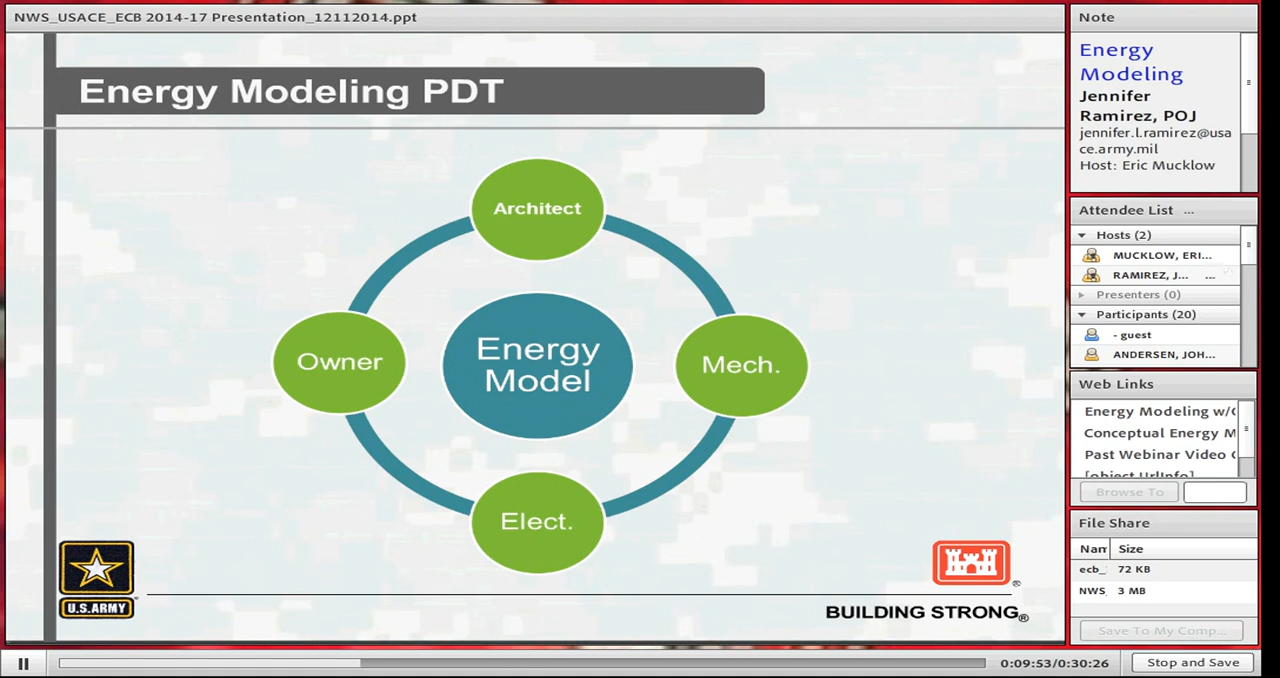 NWS_USACE_ECB 2014-17 Presentation_12112014.ppt
Energy Modeling PDT
Architect
Owner
Energy
Model
Mech.
Elect.
U.S.ARMY
BUILDING STRONG®
Note
Energy
Modeling
Jennifer
Ramirez, POJ
jennifer.l.ramirez@usa
ce.army.mil
Host: Eric Mucklow
Attendee List ...
Hosts (2)
MUCKLOW, ERI...
RAMIREZ, J... ...
Presenters (0)
Participants (20)
- guest
ANDERSEN, JOH...
Web Links
Energy Modeling w/
Conceptual Energy M
Past Webinar Video
[object UrlInfo]
Browse To
File Share
Nam Size
ecb_ 72 KB
NWS_ 3 MB
Save To My Comp...
0:09:53/0:30:26
Stop and Save